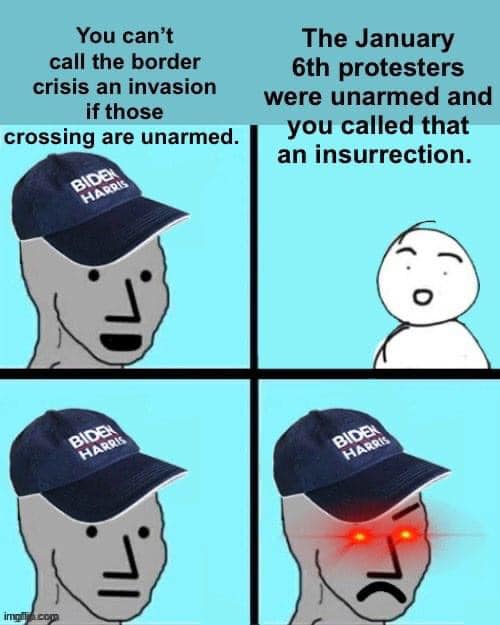 You can't
call the border
crisis an invasion
if those
crossing are unarmed.
The January
6th protesters
were unarmed and
you called that
an insurrection.
BIDEN
HARRIS
BIDEN
HARRIS
BIDEN
HARRIS
imgflip.com